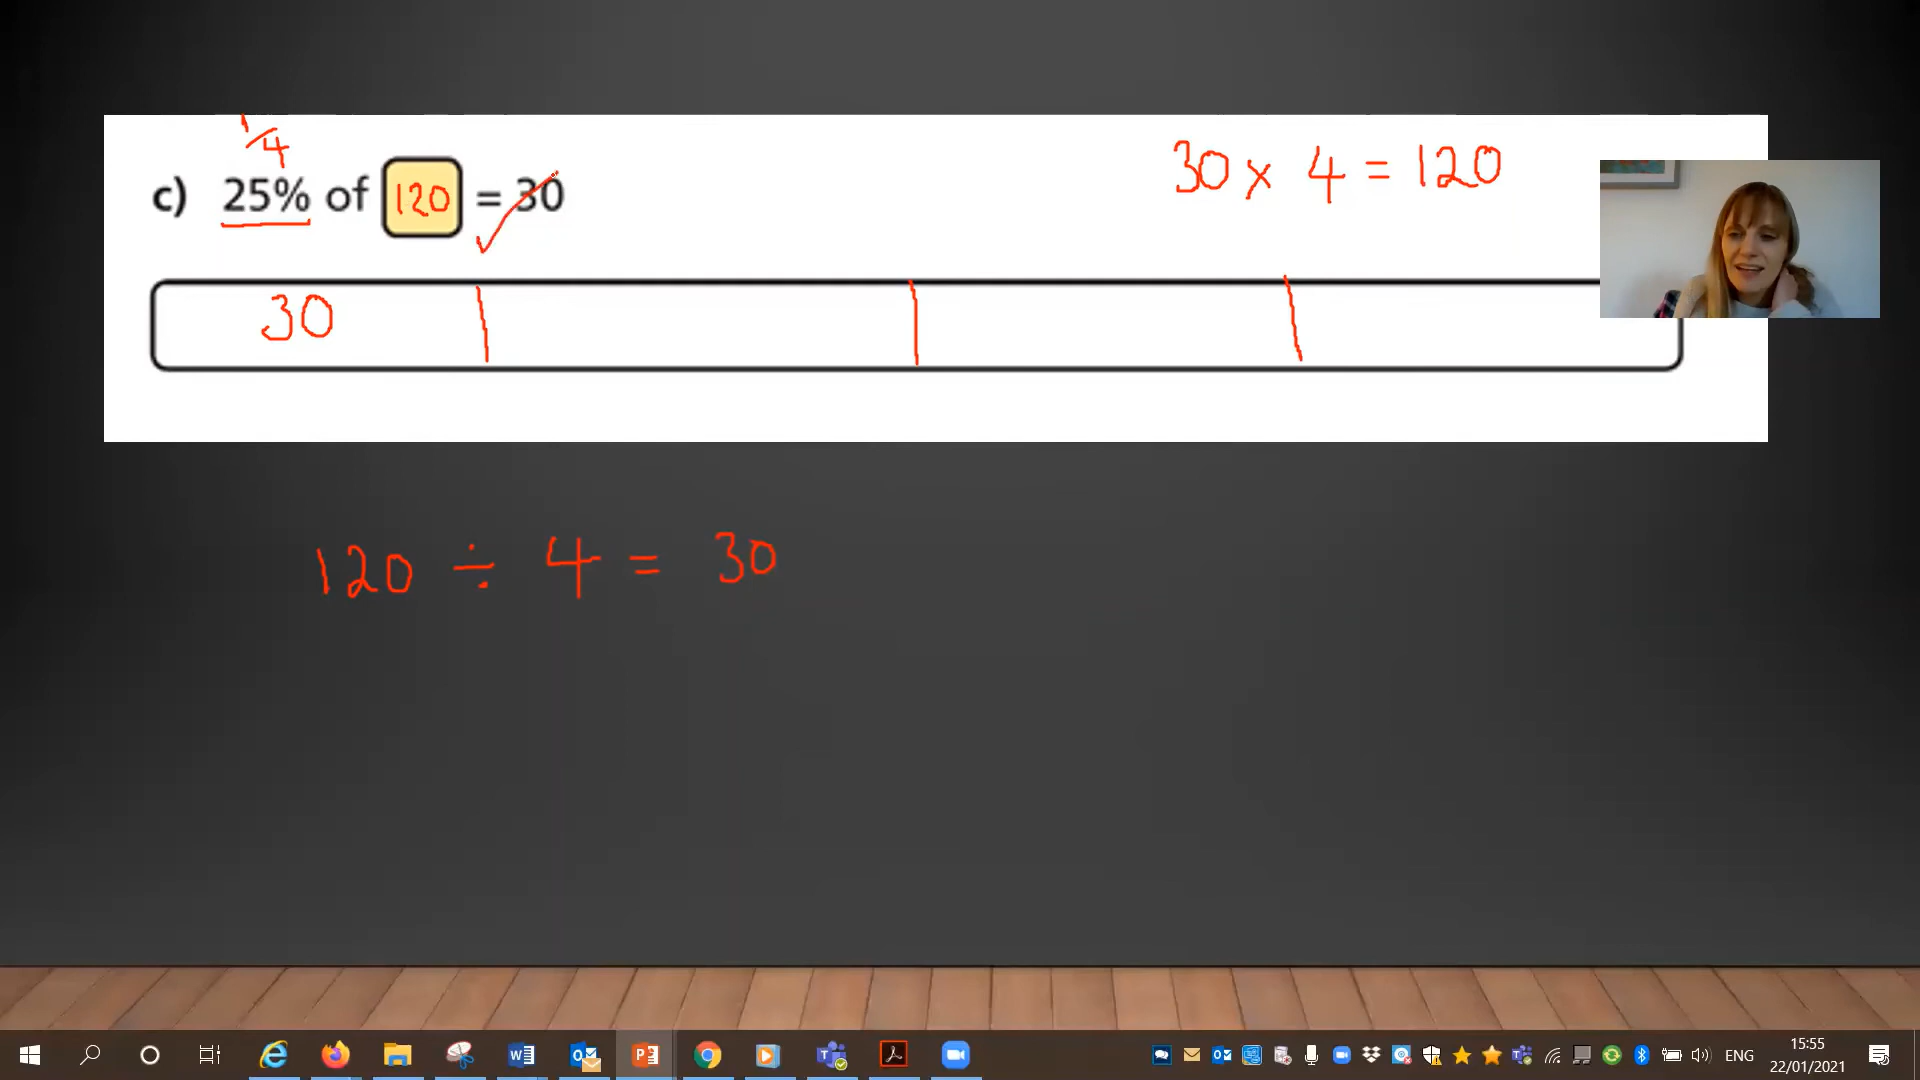 1/4
c) 25% of 120 = 30
30 x 4 = 120
30
120 ÷ 4 = 30
ENG
15:55
22/01/2021